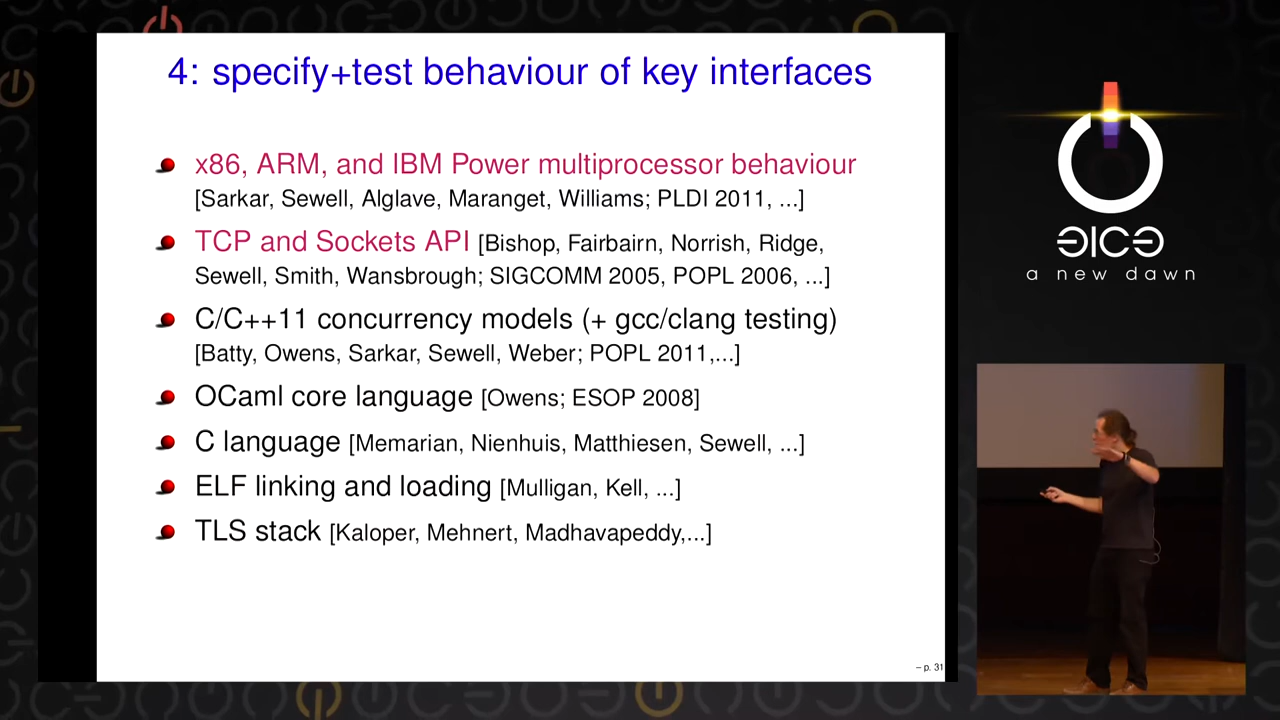 4: specify+test behaviour of key interfaces
x86, ARM, and IBM Power multiprocessor behaviour
[Sarkar, Sewell, Alglave, Maranget, Williams; PLDI 2011, ...]
TCP and Sockets API [Bishop, Fairbairn, Norrish, Ridge,
Sewell, Smith, Wansbrough; SIGCOMM 2005, POPL 2006, ...]
C/C++11 concurrency models (+ gcc/clang testing)
[Batty, Owens, Sarkar, Sewell, Weber; POPL 2011,...]
OCaml core language [Owens; ESOP 2008]
C language [Memarian, Nienhuis, Matthiesen, Sewell, ...]
ELF linking and loading [Mulligan, Kell, ...]
TLS stack [Kaloper, Mehnert, Madhavapeddy,...]
– p. 31
31C3
a new dawn